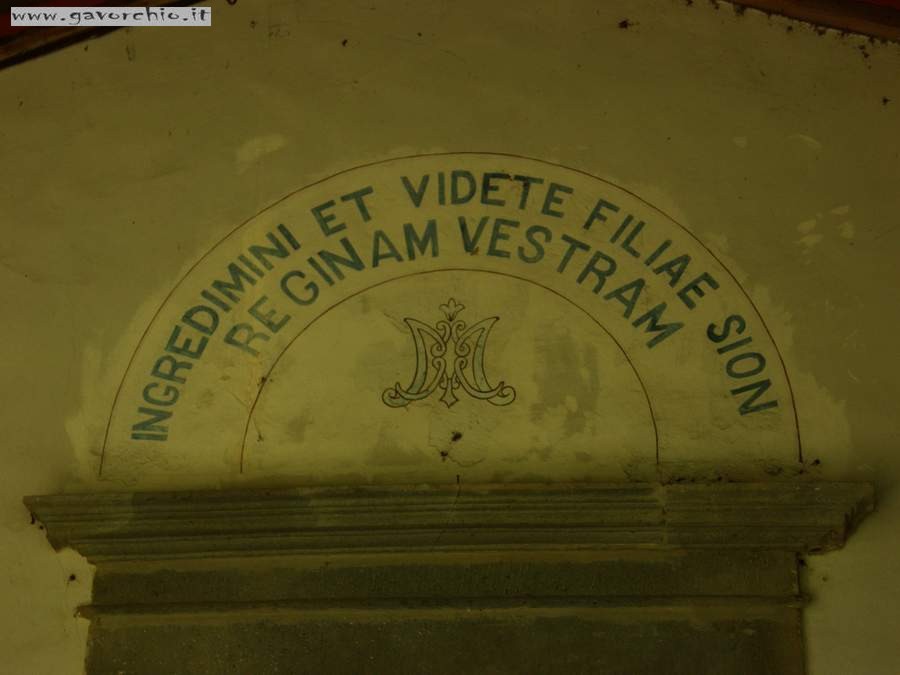 www.gavorchio.it
INGREDIMINI ET VIDETE FILIAE SION
REGINAM VESTRAM